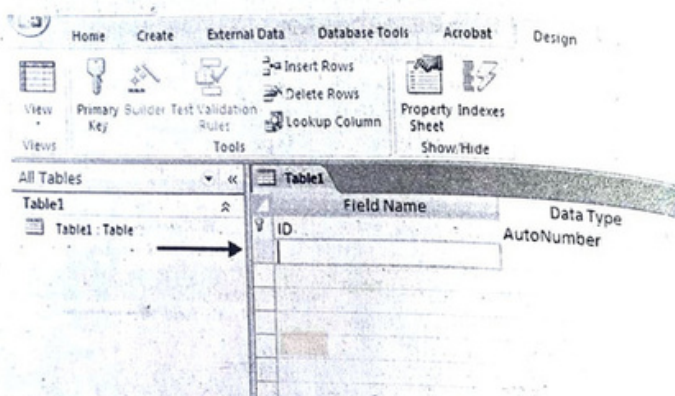 Home Create External Data Database Tools Acrobat Design
View
Primary Key
Builder
Test Validation Rules
Insert Rows
Delete Rows
Lookup Column
Property Sheet
Indexes
Views Tools Show/Hide
All Tables
Table1
Table1 : Table
Table1
Field Name Data Type
ID AutoNumber